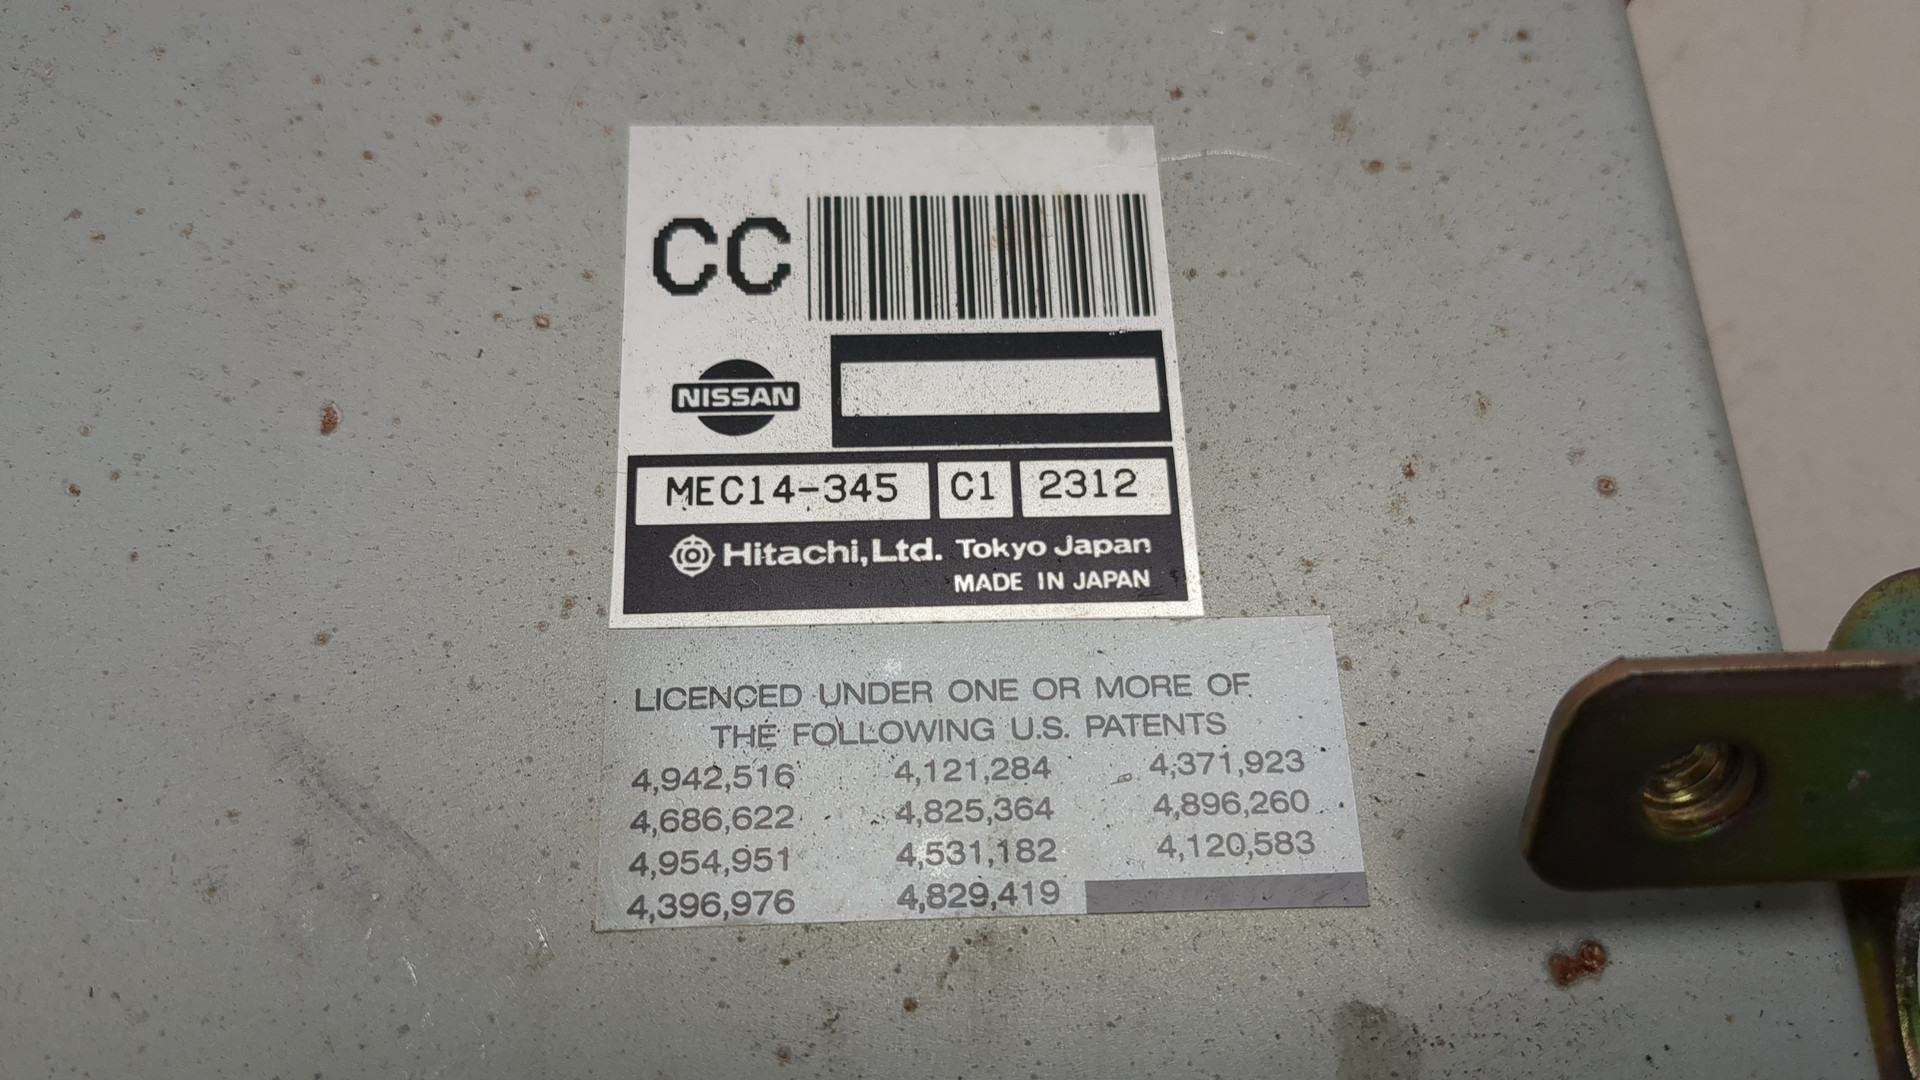 CC
NISSAN
MEC14-345 C1 2312
Hitachi,Ltd. Tokyo Japan
MADE IN JAPAN
LICENCED UNDER ONE OR MORE OF
THE FOLLOWING U.S. PATENTS
4,942,516 4,121,284 4,371,923
4,686,622 4,825,364 4,896,260
4,954,951 4,531,182 4,120,583
4,396,976 4,829,419